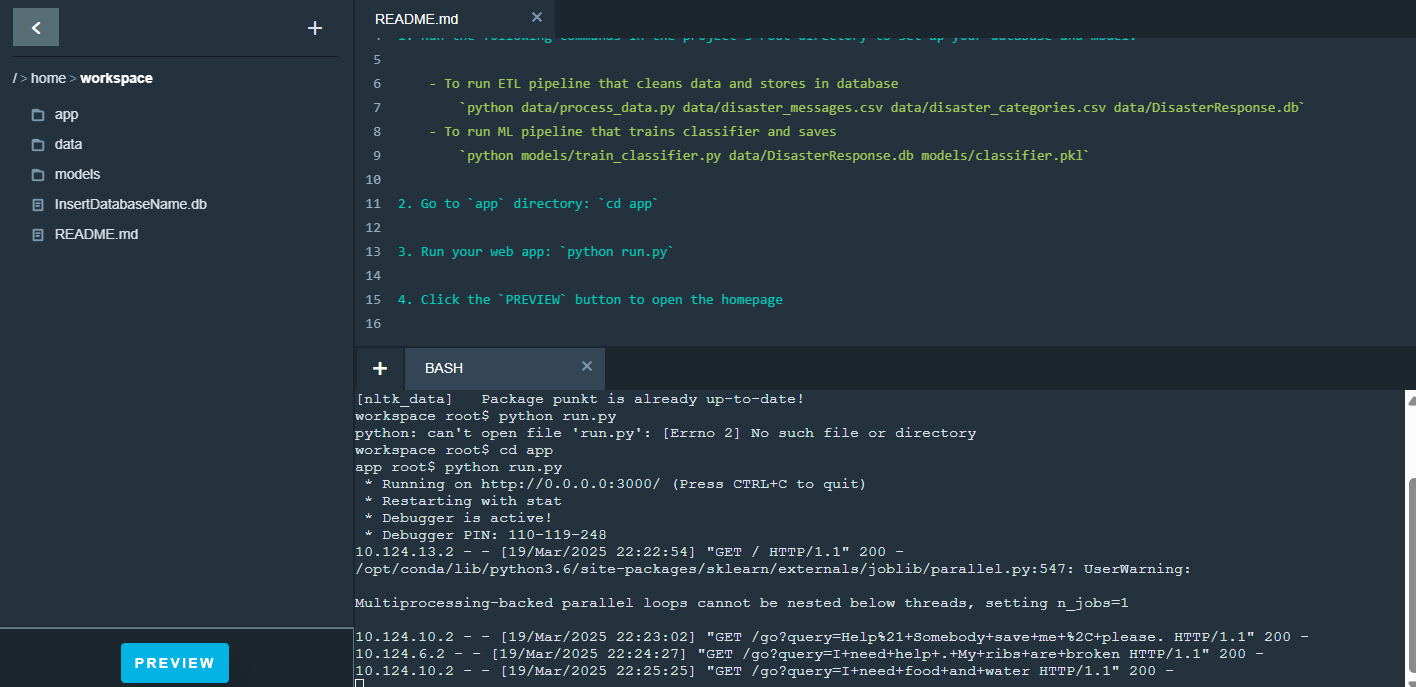 +
/ > home > workspace
app
data
models
InsertDatabaseName.db
README.md
PREVIEW
README.md ×
4 1. Run the following commands in the project's root directory to set up your database and model.
5
6 - To run ETL pipeline that cleans data and stores in database
7 `python data/process_data.py data/disaster_messages.csv data/disaster_categories.csv data/DisasterResponse.db`
8 - To run ML pipeline that trains classifier and saves
9 `python models/train_classifier.py data/DisasterResponse.db models/classifier.pkl`
10
11 2. Go to `app` directory: `cd app`
12
13 3. Run your web app: `python run.py`
14
15 4. Click the `PREVIEW` button to open the homepage
16
+ BASH ×
[nltk_data]   Package punkt is already up-to-date!
workspace root$ python run.py
python: can't open file 'run.py': [Errno 2] No such file or directory
workspace root$ cd app
app root$ python run.py
* Running on http://0.0.0.0:3000/ (Press CTRL+C to quit)
* Restarting with stat
* Debugger is active!
* Debugger PIN: 110-119-248
10.124.13.2 - - [19/Mar/2025 22:22:54] "GET / HTTP/1.1" 200 -
/opt/conda/lib/python3.6/site-packages/sklearn/externals/joblib/parallel.py:547: UserWarning:
Multiprocessing-backed parallel loops cannot be nested below threads, setting n_jobs=1
10.124.10.2 - - [19/Mar/2025 22:23:02] "GET /go?query=Help%21+Somebody+save+me+%2C+please. HTTP/1.1" 200 -
10.124.6.2 - - [19/Mar/2025 22:24:27] "GET /go?query=I+need+help+.+My+ribs+are+broken HTTP/1.1" 200 -
10.124.10.2 - - [19/Mar/2025 22:25:25] "GET /go?query=I+need+food+and+water HTTP/1.1" 200 -